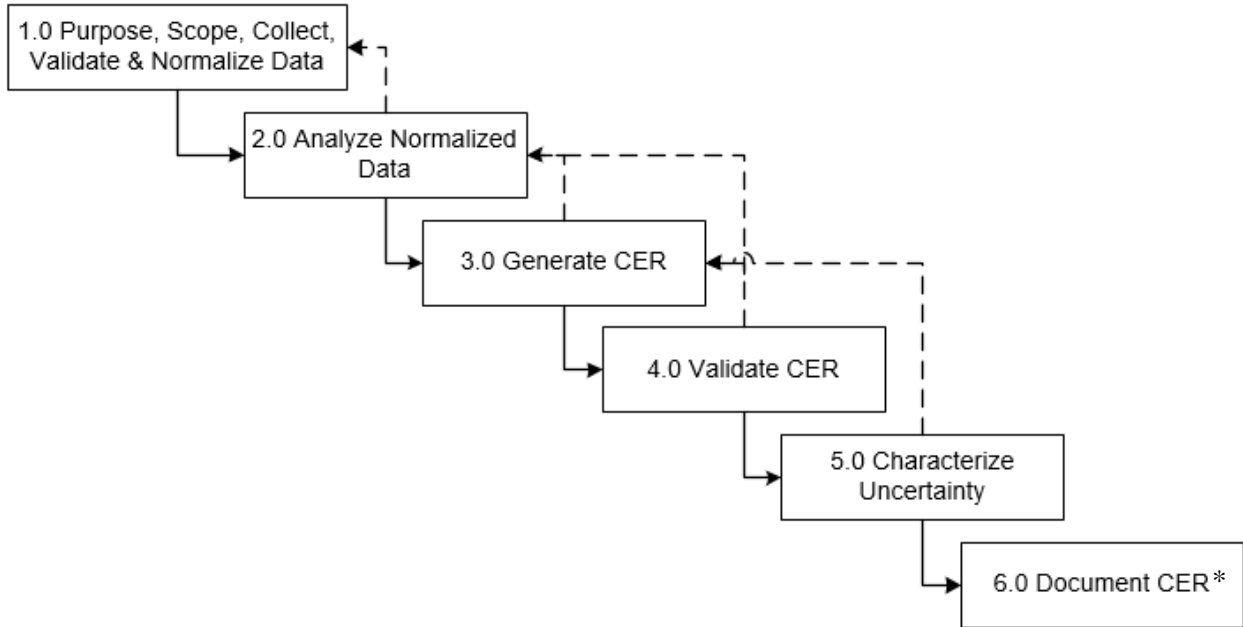 1.0 Purpose, Scope, Collect,
Validate & Normalize Data
2.0 Analyze Normalized
Data
3.0 Generate CER
4.0 Validate CER
5.0 Characterize
Uncertainty
6.0 Document CER*